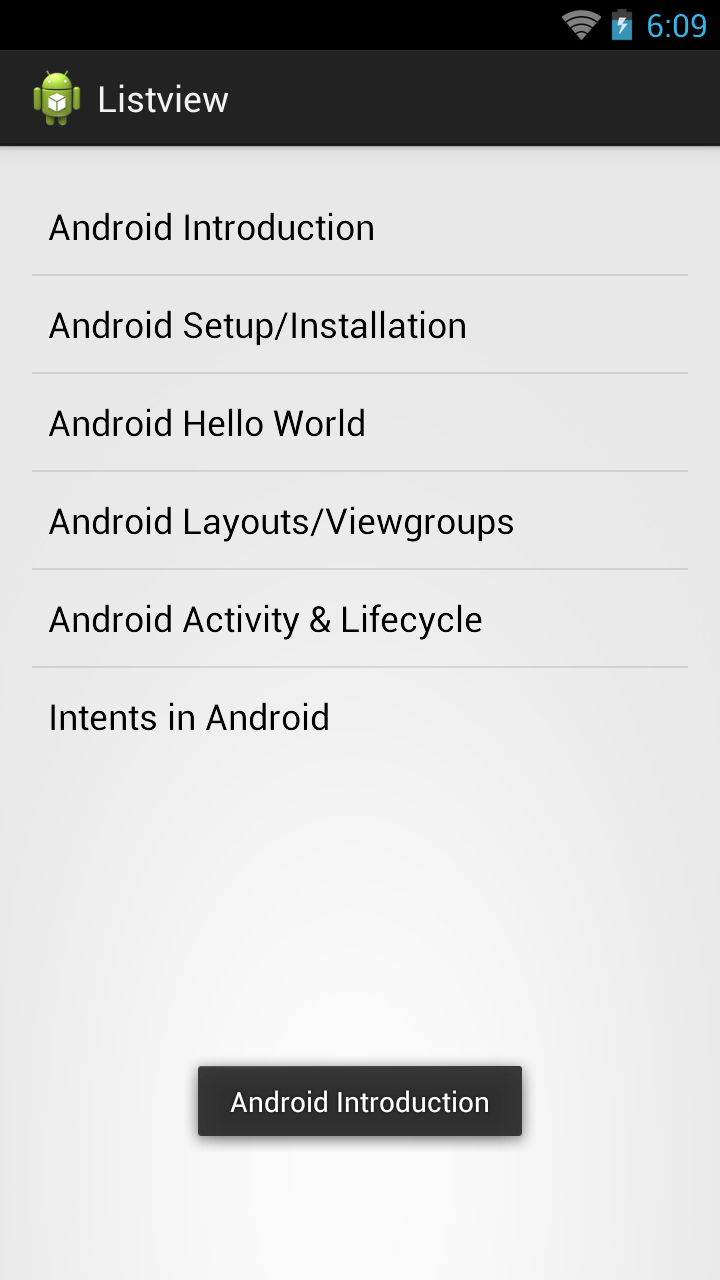 6:09
Listview
Android Introduction
Android Setup/Installation
Android Hello World
Android Layouts/Viewgroups
Android Activity & Lifecycle
Intents in Android
Android Introduction